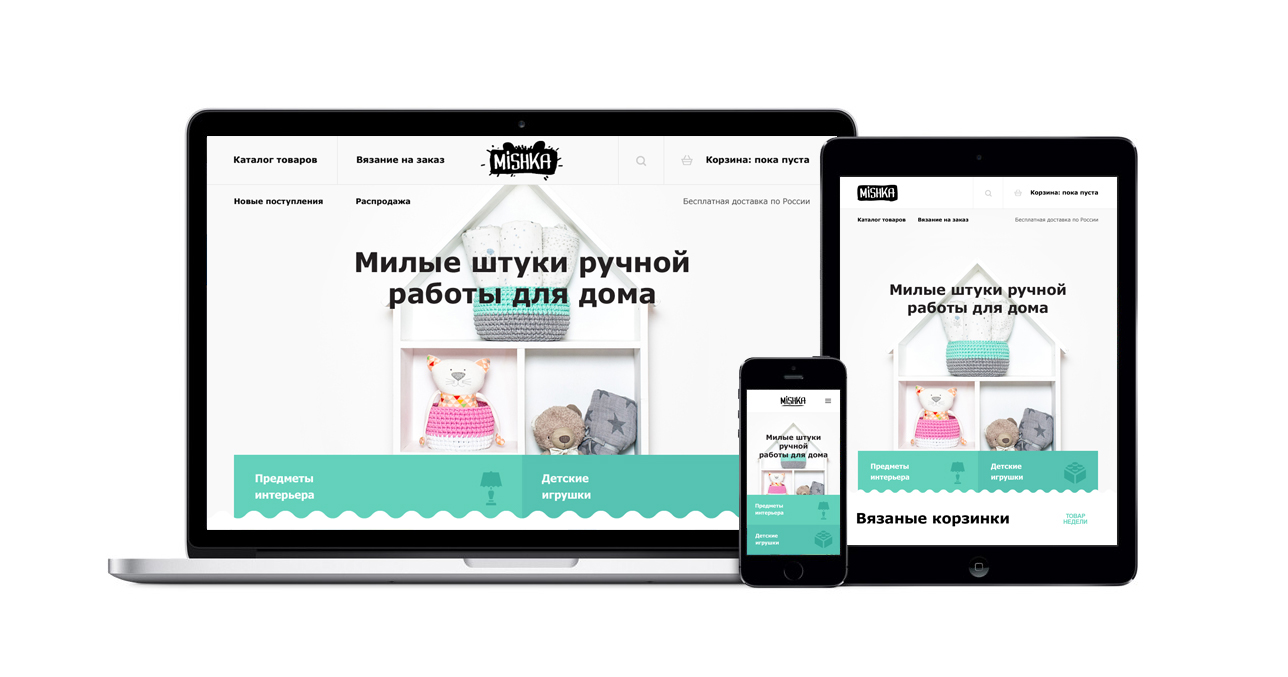 Каталог товаров
Вязание на заказ
MiSHKA
Корзина: пока пуста
Новые поступления
Распродажа
Бесплатная доставка по России
Милые штуки ручной
работы для дома
Предметы
интерьера
Детские
игрушки
MiSHKA
Милые штуки
ручной
работы для дома
Предметы
интерьера
Детские
игрушки
MiSHKA
Корзина: пока пуста
Каталог товаров
Вязание на заказ
Бесплатная доставка по России
Милые штуки ручной
работы для дома
Предметы
интерьера
Детские
игрушки
Вязаные корзинки
ТОВАР
НЕДЕЛИ